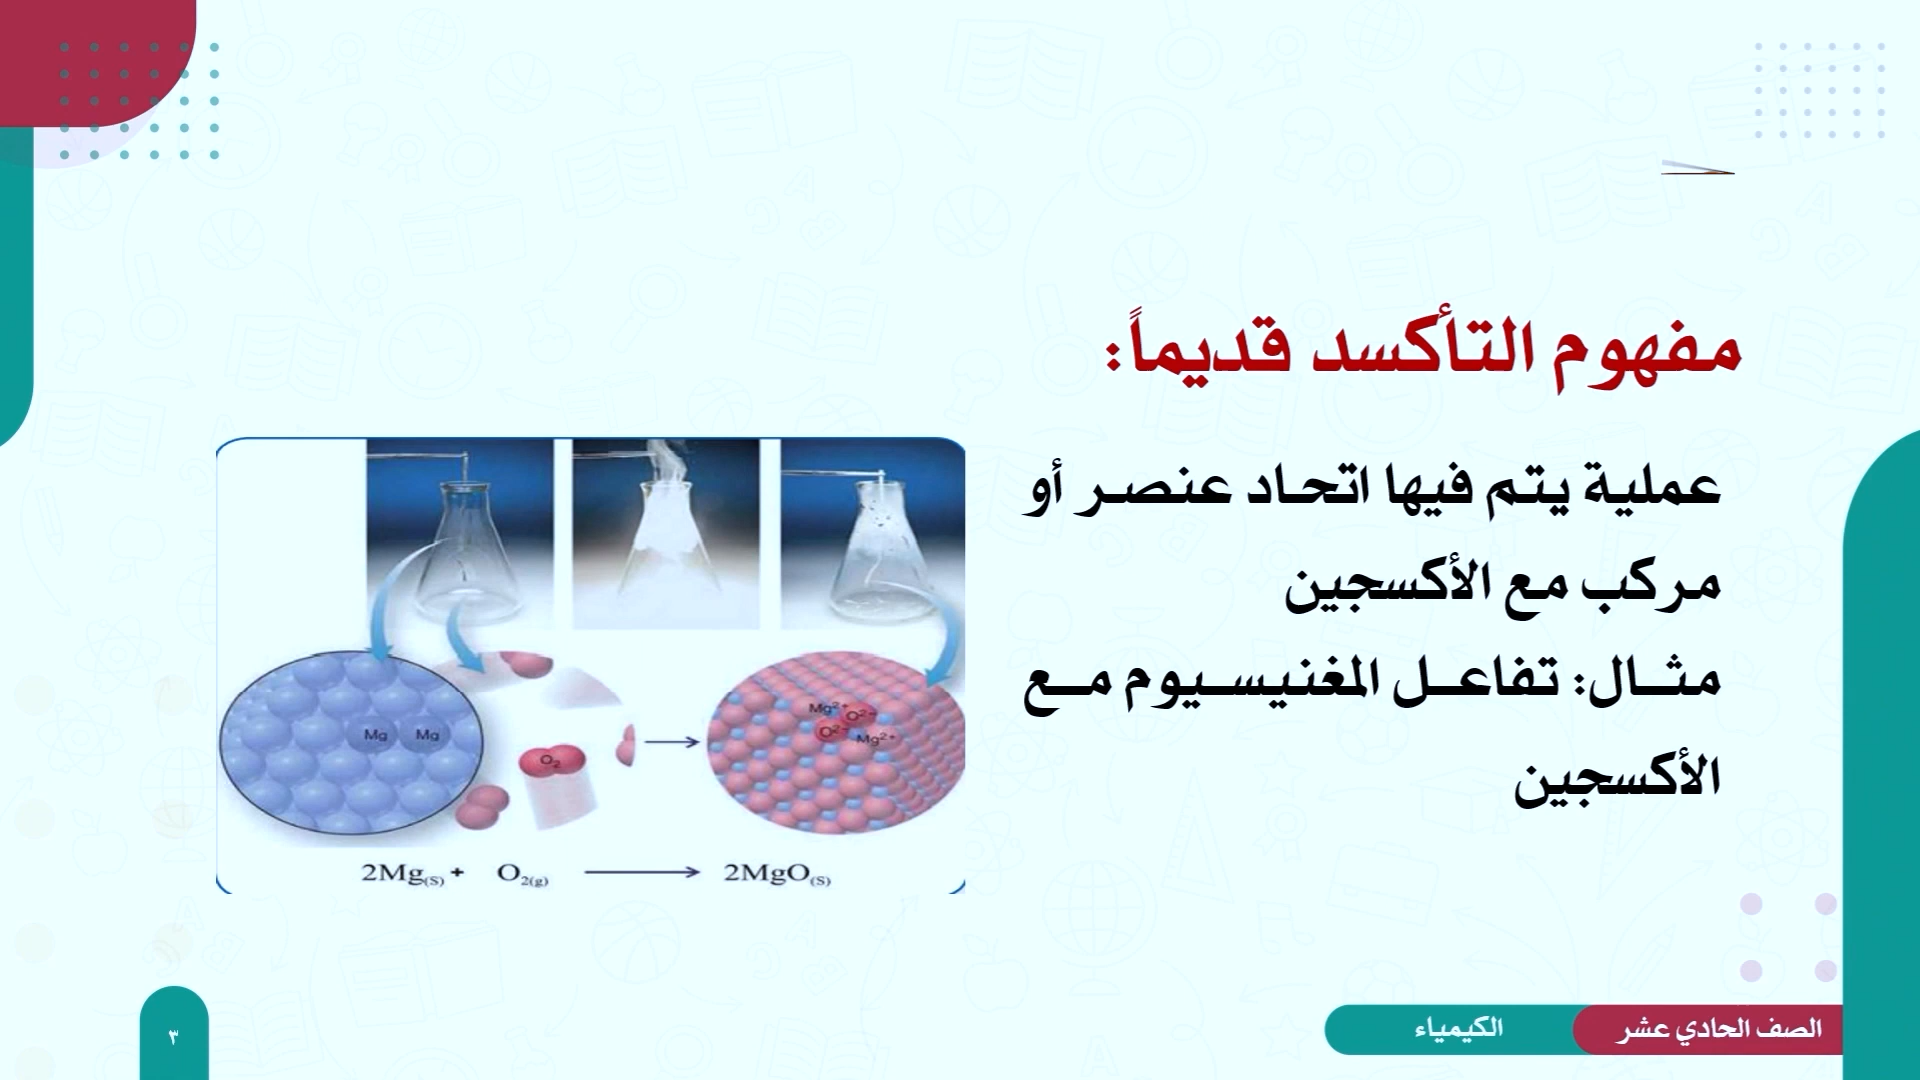 مفهوم التأكسد قديماً:
عملية يتم فيها اتحاد عنصر أو
مركب مع الأكسجين
مثال: تفاعل المغنيسيوم مع
الأكسجين
Mg Mg
O2
Mg²⁺ O²⁻
O²⁻ Mg²⁺
2Mg(S) + O2(g) ⟶ 2MgO(S)
الصف الحادي عشر
الكيمياء
٣